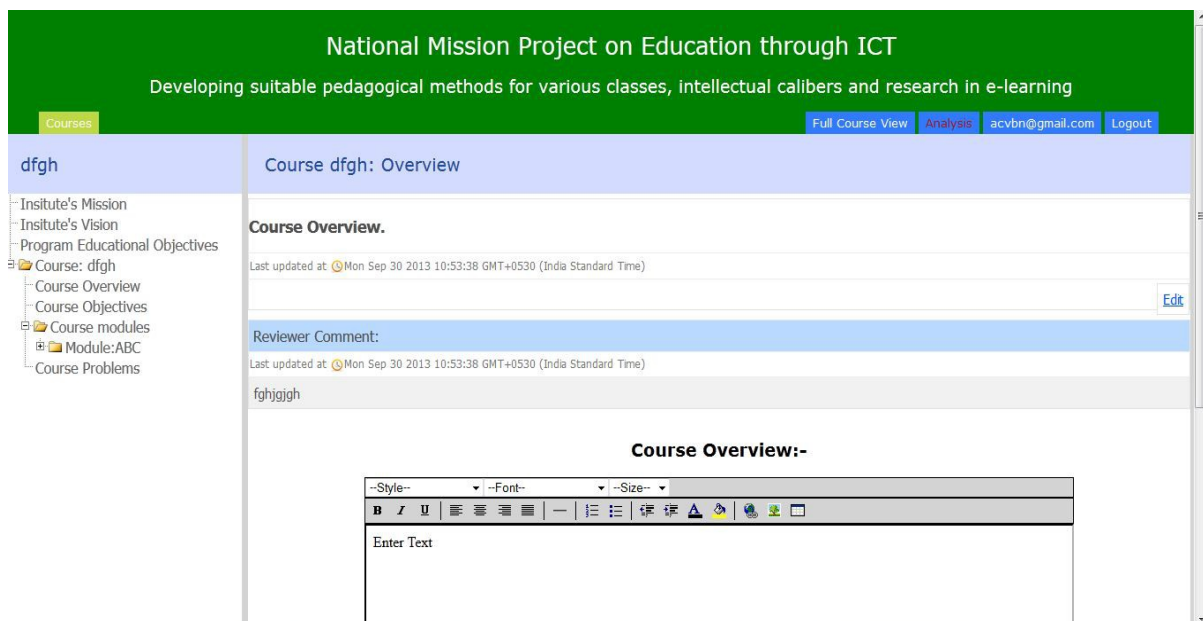 National Mission Project on Education through ICT
Developing suitable pedagogical methods for various classes, intellectual calibers and research in e-learning
Courses
Full Course View Analysis acvbn@gmail.com Logout
dfgh
Course dfgh: Overview
Insitute's Mission
Insitute's Vision
Program Educational Objectives
Course: dfgh
Course Overview
Course Objectives
Course modules
Module:ABC
Course Problems
Course Overview.
Last updated at Mon Sep 30 2013 10:53:38 GMT+0530 (India Standard Time)
Edit
Reviewer Comment:
Last updated at Mon Sep 30 2013 10:53:38 GMT+0530 (India Standard Time)
fghjgjgh
Course Overview:-
--Style-- --Font-- --Size--
B I U A
Enter Text